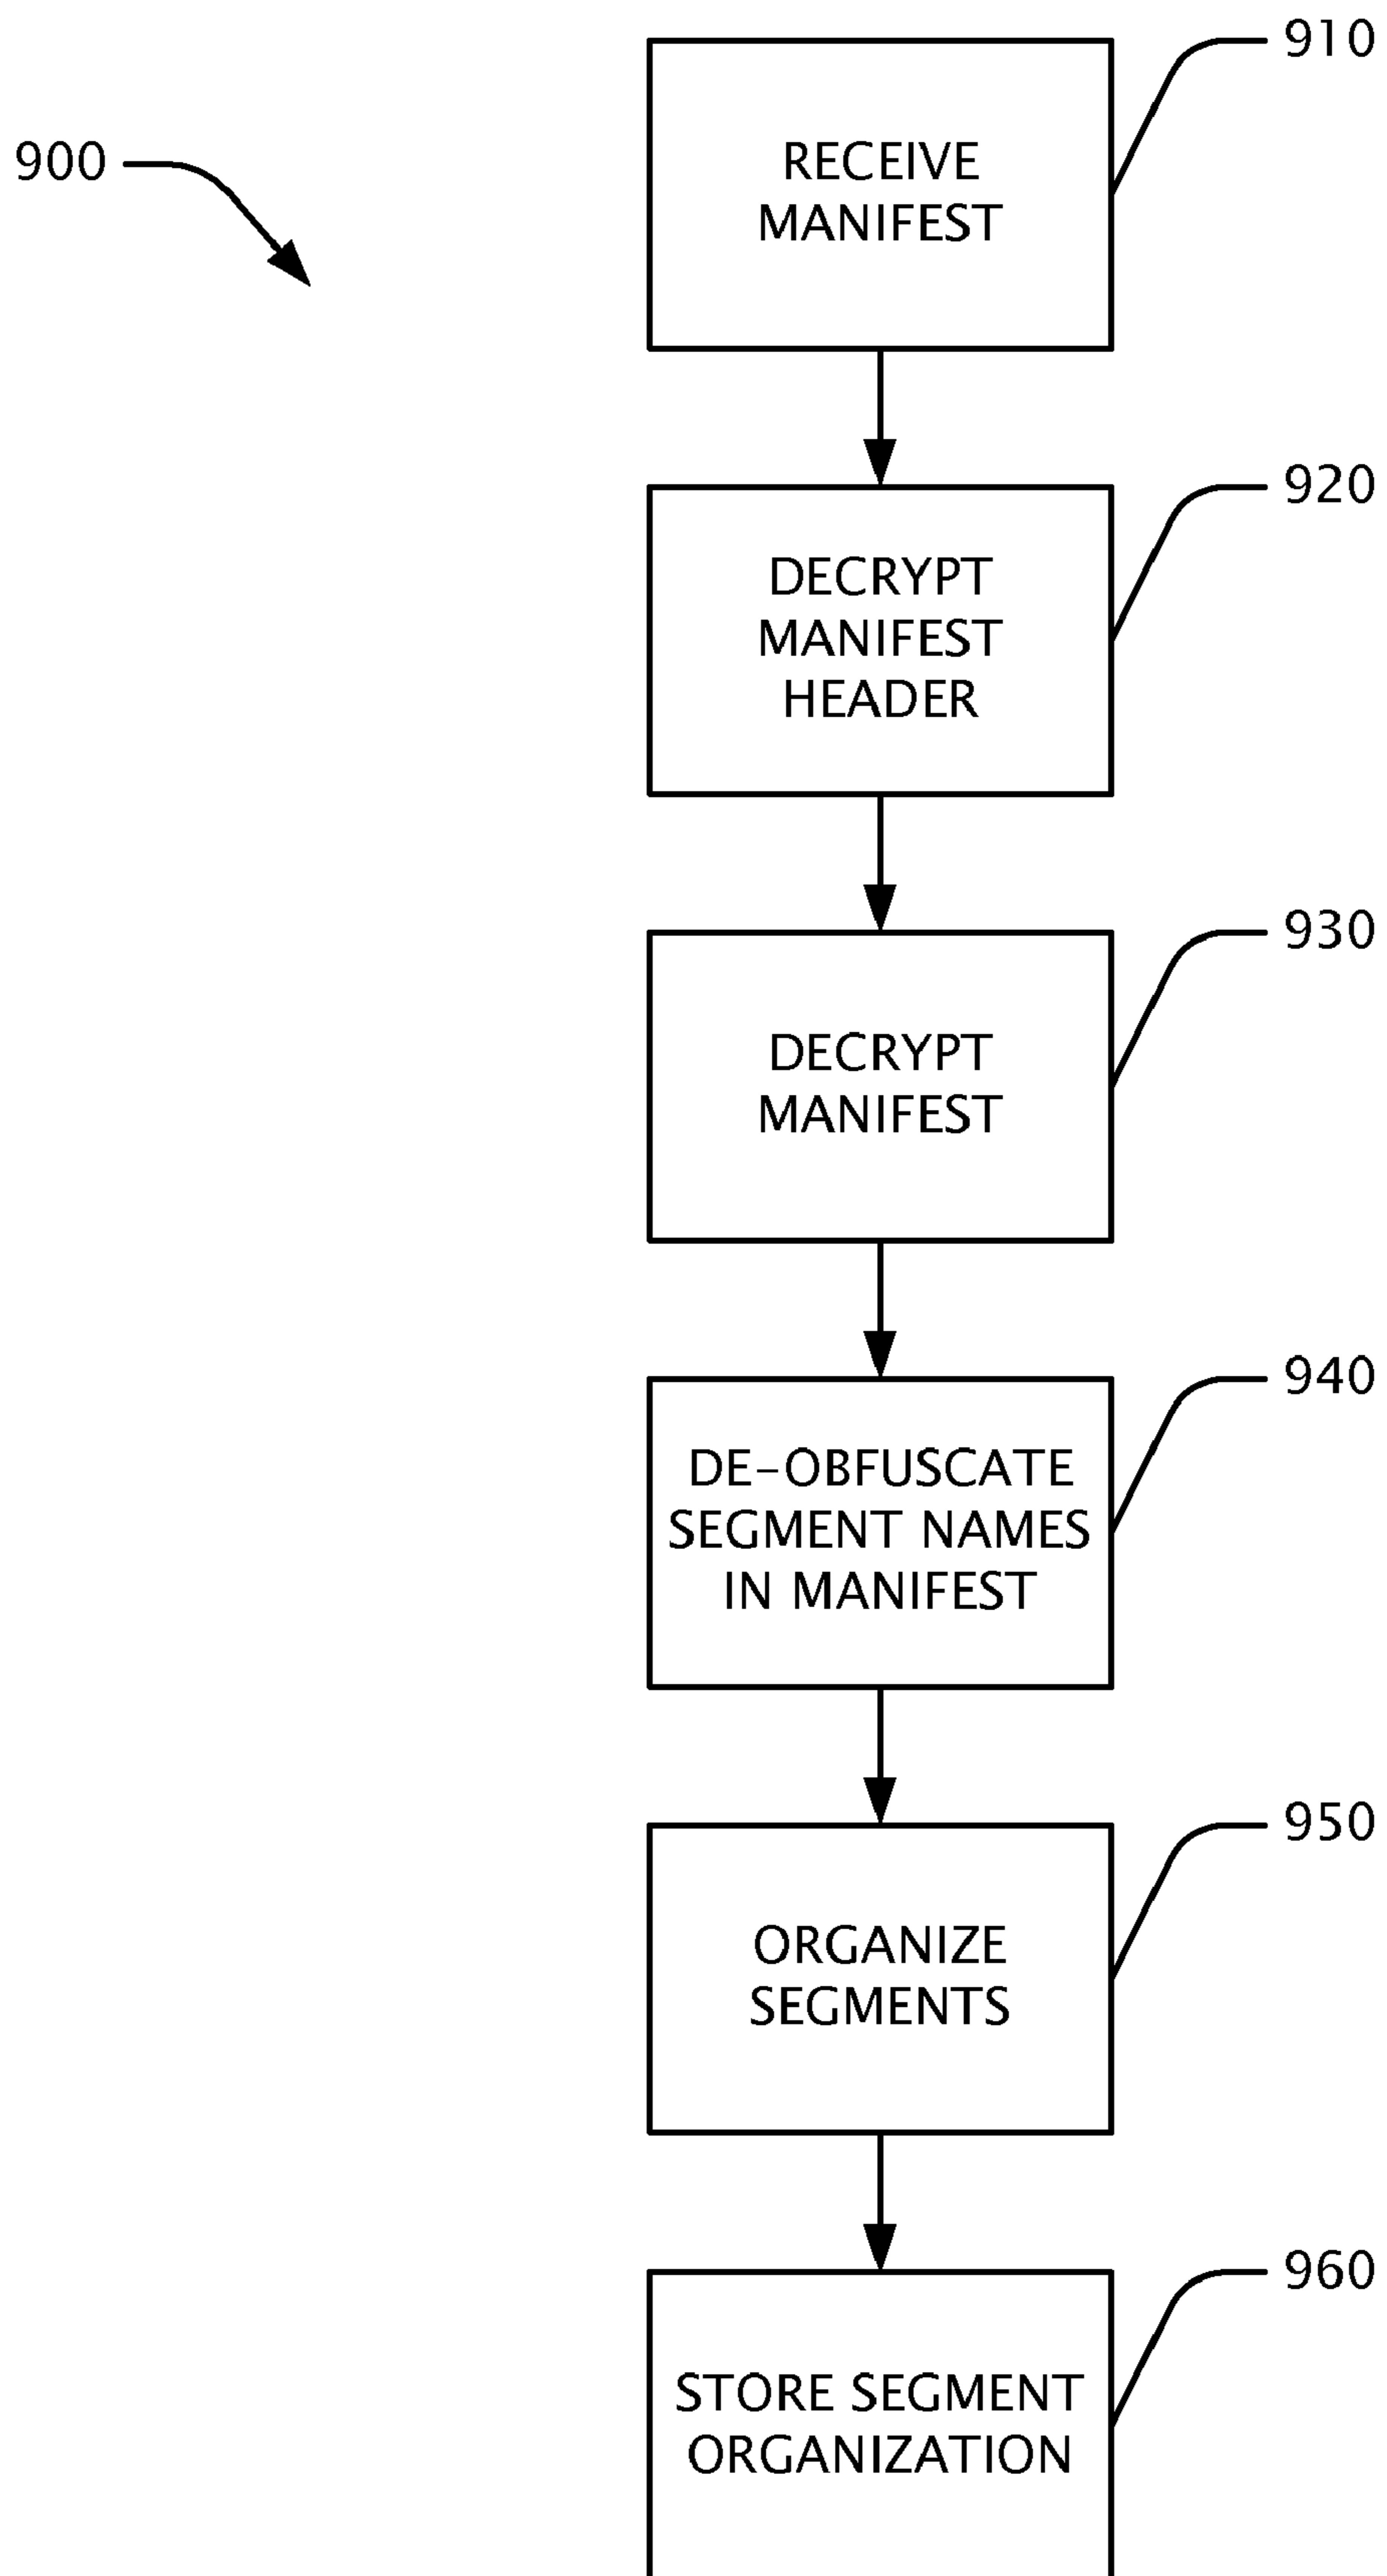 910
900
RECEIVE
MANIFEST
920
DECRYPT
MANIFEST
HEADER
930
DECRYPT
MANIFEST
940
DE-OBFUSCATE
SEGMENT NAMES
IN MANIFEST
950
ORGANIZE
SEGMENTS
960
STORE SEGMENT
ORGANIZATION